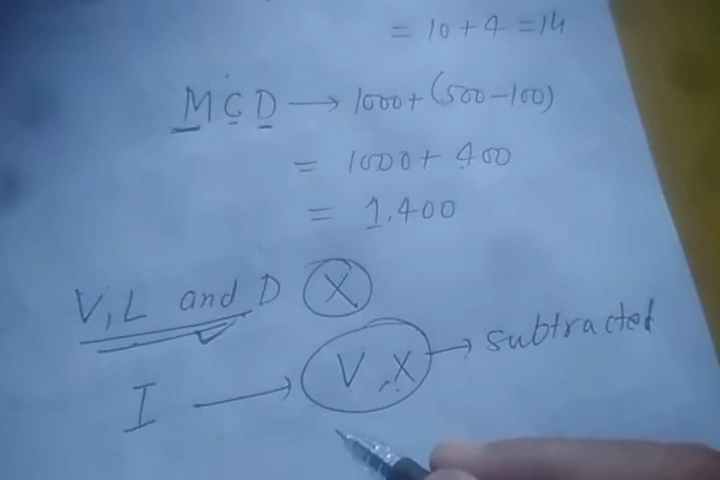 = 10 + 4 = 14
MCD → 1000 + (500 - 100)
= 1000 + 400
= 1,400
V, L and D X
I → V, X → subtracted